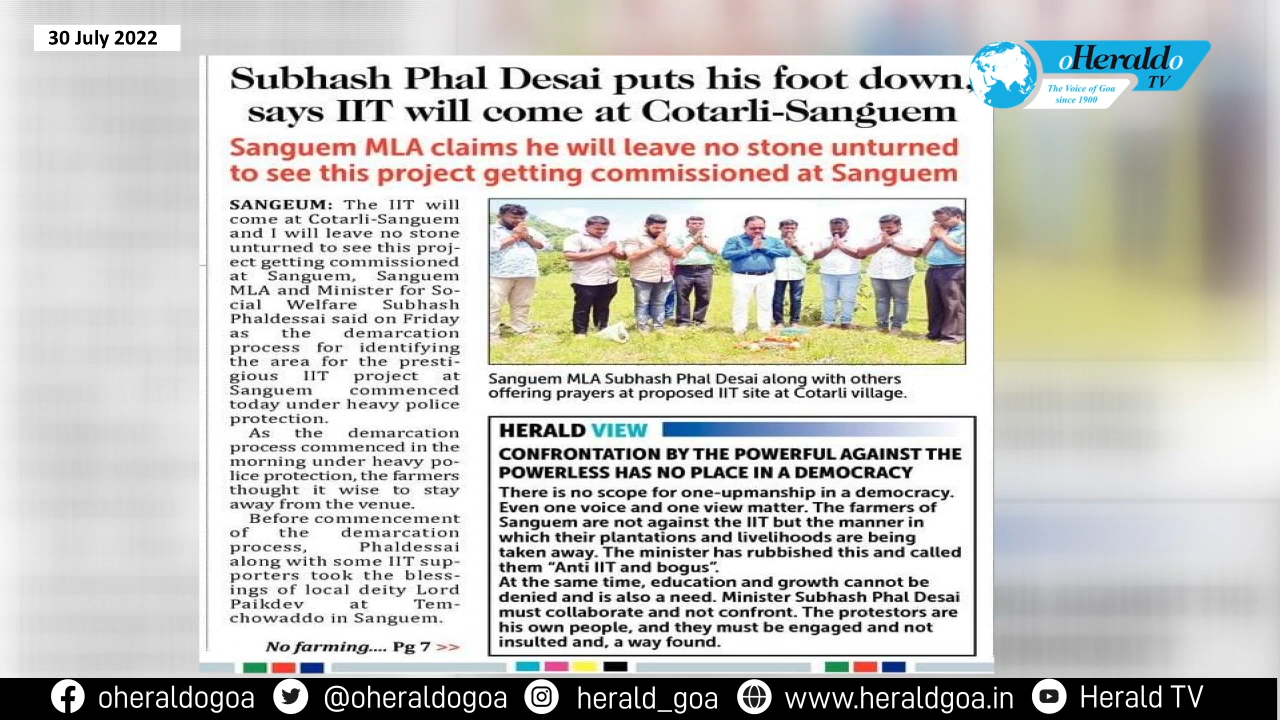 30 July 2022
oHeraldo
TV
The Voice of Goa
since 1900
Subhash Phal Desai puts his foot down,
says IIT will come at Cotarli-Sanguem
Sanguem MLA claims he will leave no stone unturned
to see this project getting commissioned at Sanguem
SANGEUM: The IIT will
come at Cotarli-Sanguem
and I will leave no stone
unturned to see this proj-
ect getting commissioned
at Sanguem, Sanguem
MLA and Minister for So-
cial Welfare Subhash
Phaldessai said on Friday
as the demarcation
process for identifying
the area for the presti-
gious IIT project at
Sanguem commenced
today under heavy police
protection.
As the demarcation
process commenced in the
morning under heavy po-
lice protection, the farmers
thought it wise to stay
away from the venue.
Before commencement
of the demarcation
process, Phaldessai
along with some IIT sup-
porters took the bless-
ings of local deity Lord
Paikdev at Tem-
chowaddo in Sanguem.
No farming.... Pg 7 >>
Sanguem MLA Subhash Phal Desai along with others
offering prayers at proposed IIT site at Cotarli village.
HERALD VIEW
CONFRONTATION BY THE POWERFUL AGAINST THE
POWERLESS HAS NO PLACE IN A DEMOCRACY
There is no scope for one-upmanship in a democracy.
Even one voice and one view matter. The farmers of
Sanguem are not against the IIT but the manner in
which their plantations and livelihoods are being
taken away. The minister has rubbished this and called
them “Anti IIT and bogus”.
At the same time, education and growth cannot be
denied and is also a need. Minister Subhash Phal Desai
must collaborate and not confront. The protestors are
his own people, and they must be engaged and not
insulted and, a way found.
oheraldogoa @oheraldogoa herald_goa www.heraldgoa.in Herald TV